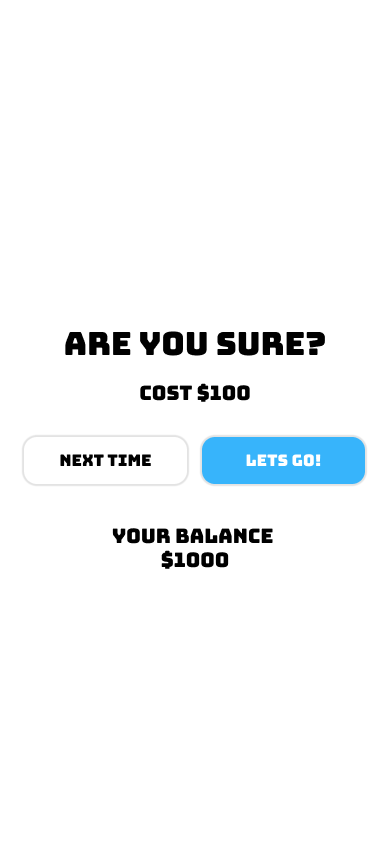 ARE YOU SURE?
COST $100
NEXT TIME
LETS GO!
YOUR BALANCE
$1000